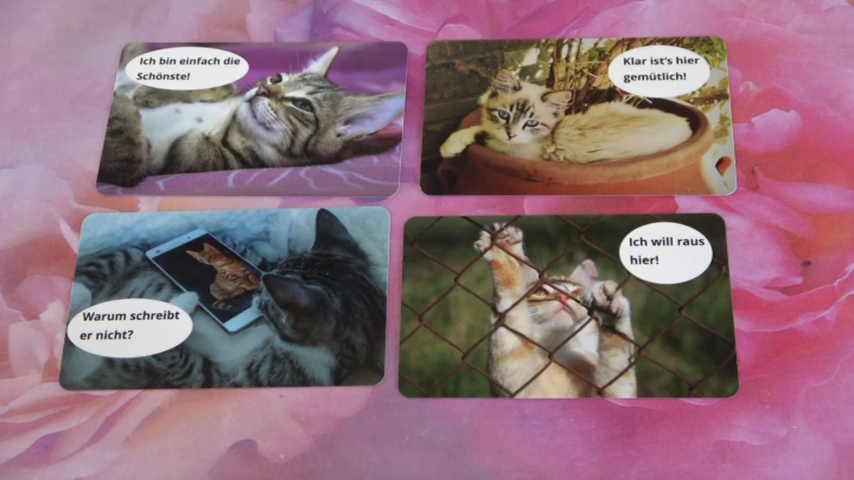 Ich bin einfach die
Schönste!
Klar ist's hier
gemütlich!
Warum schreibt
er nicht?
Ich will raus
hier!